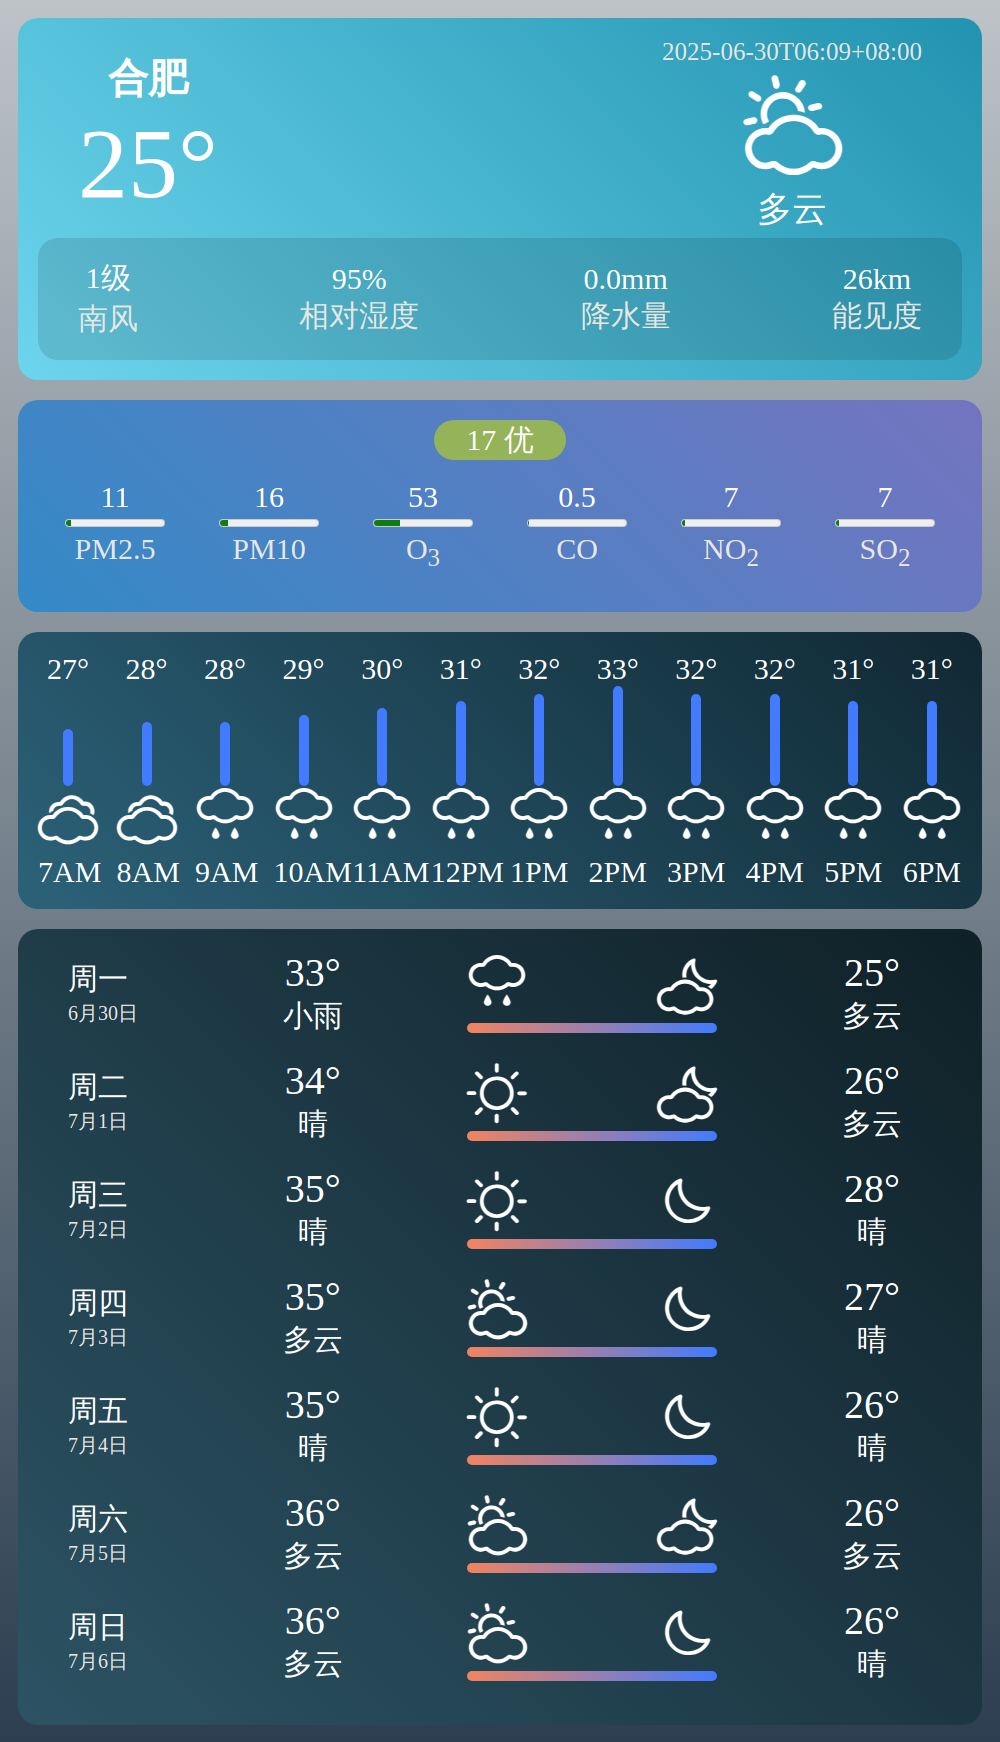 合肥
25°
2025-06-30T06:09+08:00
多云
1级 95% 0.0mm 26km
南风 相对湿度 降水量 能见度
17 优
11 16 53 0.5 7 7
PM2.5 PM10 O3 CO NO2 SO2
27° 28° 28° 29° 30° 31° 32° 33° 32° 32° 31° 31°
7AM 8AM 9AM 10AM 11AM 12PM 1PM 2PM 3PM 4PM 5PM 6PM
周一 33° 25°
6月30日 小雨 多云
周二 34° 26°
7月1日 晴 多云
周三 35° 28°
7月2日 晴 晴
周四 35° 27°
7月3日 多云 晴
周五 35° 26°
7月4日 晴 晴
周六 36° 26°
7月5日 多云 多云
周日 36° 26°
7月6日 多云 晴